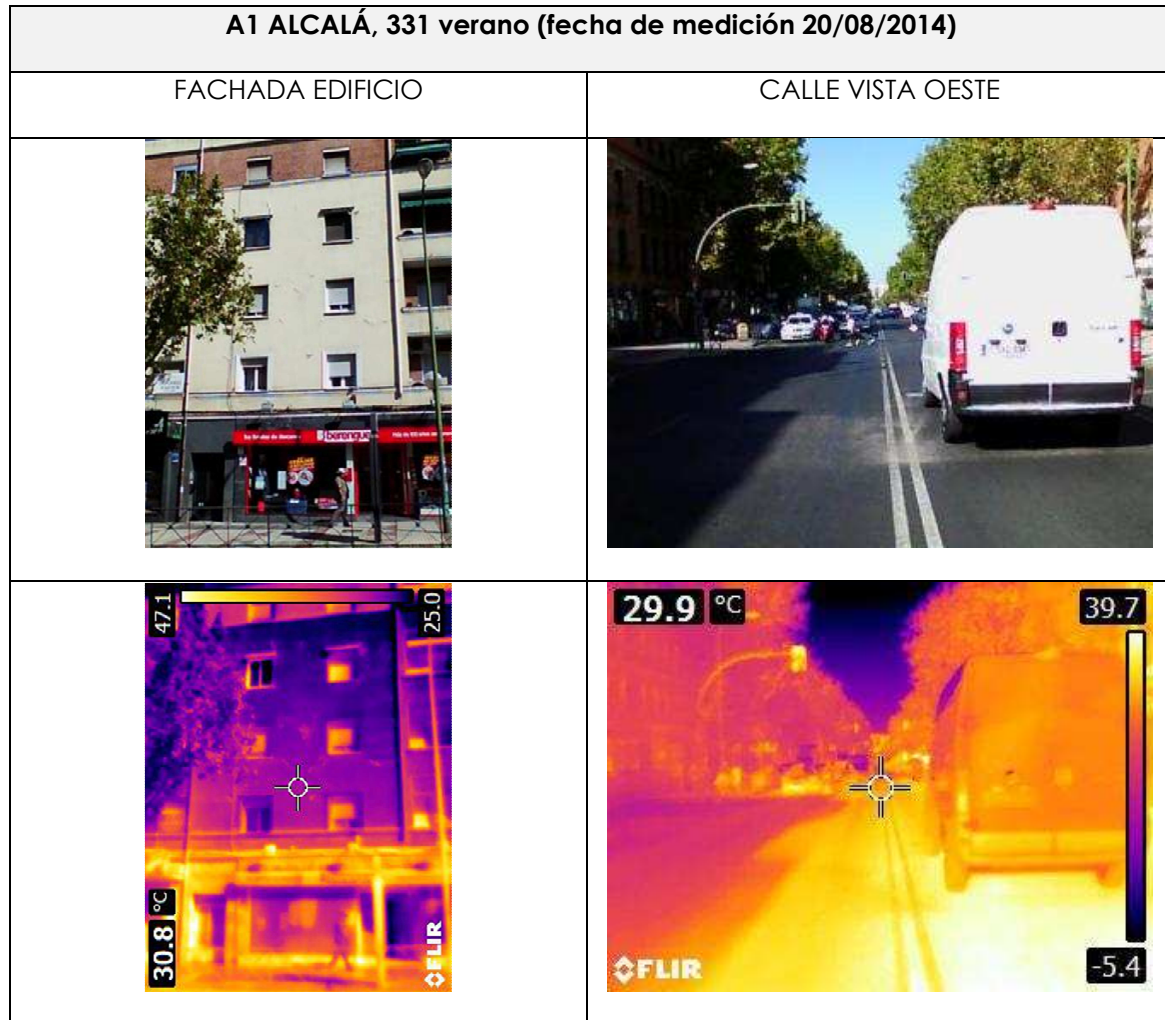 A1 ALCALÁ, 331 verano (fecha de medición 20/08/2014)
FACHADA EDIFICIO
CALLE VISTA OESTE
berengue
47.1
25.0
30.8 °C
FLIR
29.9 °C
39.7
-5.4
FLIR